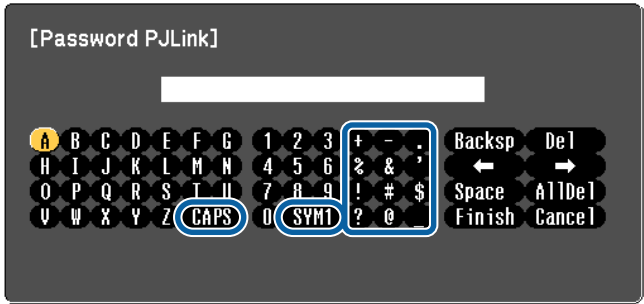 [Password PJLink]
A B C D E F G 1 2 3 + - . Backsp Del
H I J K L M N 4 5 6 % & ' ← →
O P Q R S T U 7 8 9 ! # $ Space AllDel
V W X Y Z CAPS 0 SYM1 ? @ _ Finish Cancel